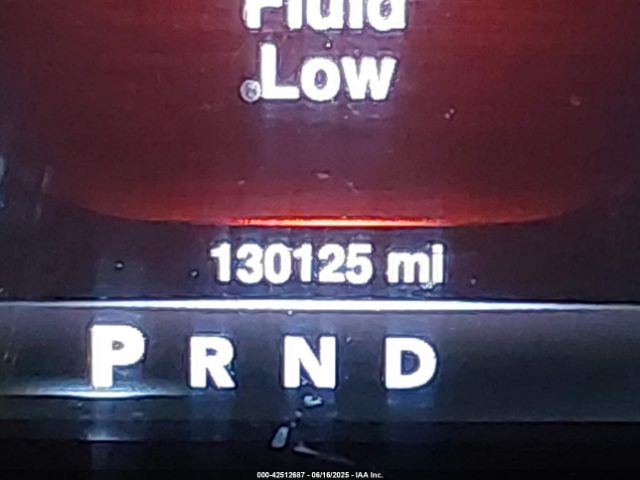 Fluid
Low
130125 mi
P R N D
000-42512687 - 06/16/2025 - IAA Inc.